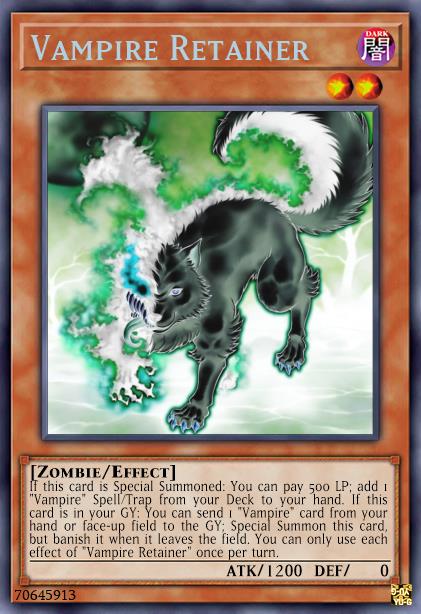 VAMPIRE RETAINER
DARK
闇
[ZOMBIE/EFFECT]
If this card is Special Summoned: You can pay 500 LP; add 1
"Vampire" Spell/Trap from your Deck to your hand. If this
card is in your GY: You can send 1 "Vampire" card from your
hand or face-up field to the GY; Special Summon this card,
but banish it when it leaves the field. You can only use each
effect of "Vampire Retainer" once per turn.
ATK/1200 DEF/ 0
70645913